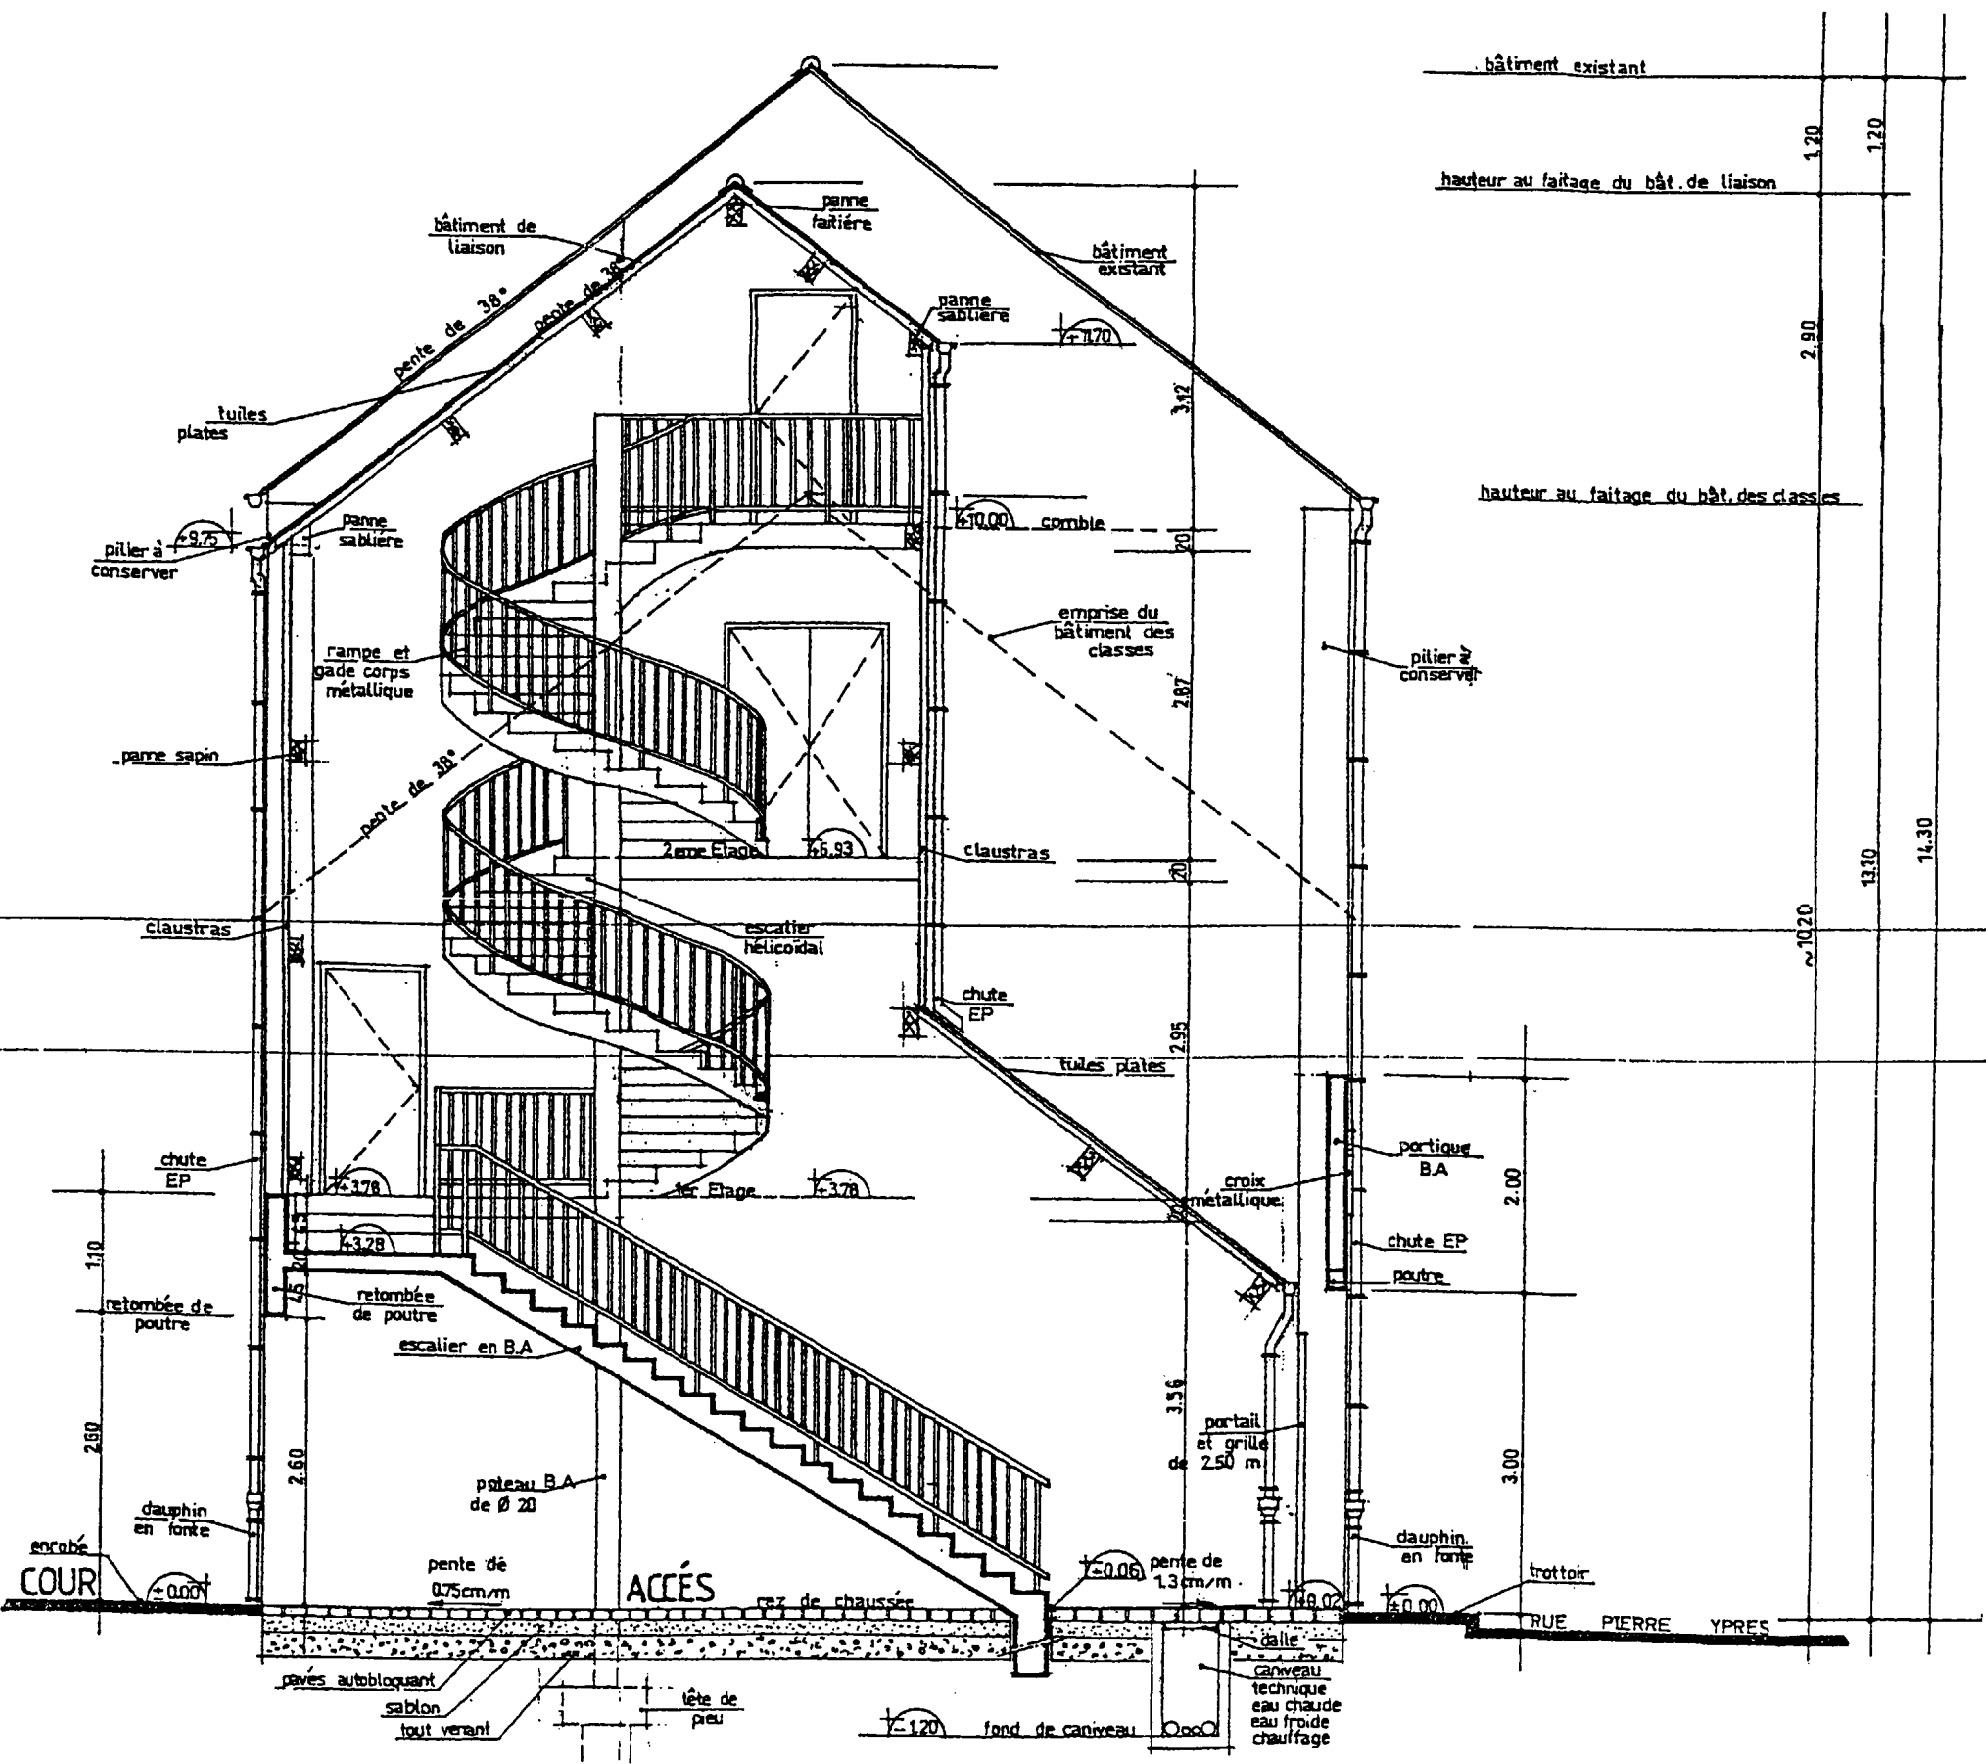 bâtiment existant
1,20
1,20
hauteur au faitage du bât. de liaison
panne
faitière
bâtiment de
liaison
bâtiment
existant
pente de 38°
pente de 38°
panne
sablière
2.90
3.12
tuiles
plates
hauteur au faitage du bât. des classes
+10.00 comble
panne
sablière
+9.75
pilier à
conserver
20
emprise du
bâtiment des
classes
rampe et
gade corps
métallique
pilier à
conserver
2.87
panne sapin
pente de 38°
2eme Etage
+6.93
claustras
20
14.30
13.10
~10.20
claustras
escalier
hélicoïdal
chute
EP
2.95
tuiles plates
portique
B.A
chute
EP
croix
métallique
2.00
+3.78
1er Etage
+3.78
20
+3.28
1,10
20
chute EP
poutre
retombée de
poutre
retombée
de poutre
escalier en B.A
3.56
portail
et grille
de 2.50 m
260
2.60
3.00
poteau B.A
de Ø 20
dauphin
en fonte
dauphin
en fonte
enrobé
COUR
±0.00
pente de
0.75cm/m
ACCÉS
rez de chaussée
+0.06
pente de
1.3cm/m
+0.02
±0.00
trottoir
RUE PIERRE YPRES
dalle
pavés autobloquant
sablon
tout venant
tête de
pieu
-1.20
fond de caniveau
caniveau
technique
eau chaude
eau froide
chauffage